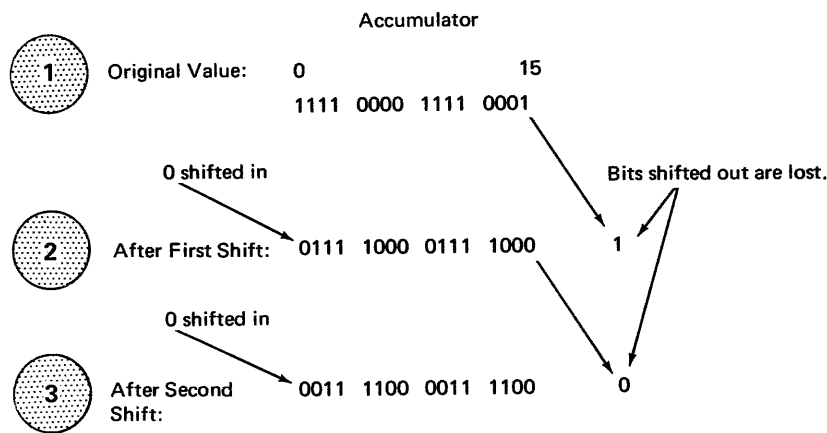 Accumulator
1 Original Value: 0 15
1111 0000 1111 0001
0 shifted in
Bits shifted out are lost.
2 After First Shift: 0111 1000 0111 1000 1
0 shifted in
3 After Second 0011 1100 0011 1100 0
Shift: